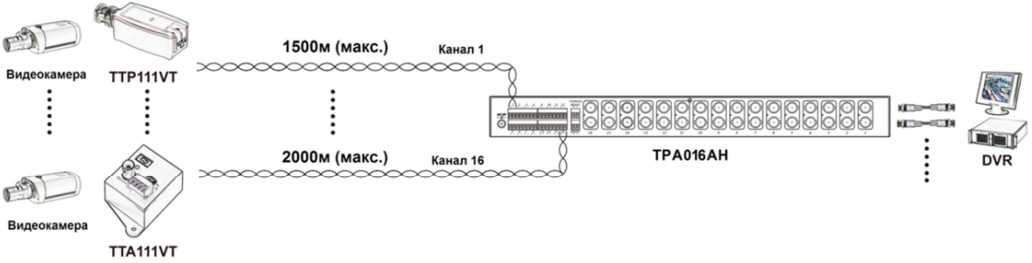 1500м (макс.)
Канал 1
Видеокамера
TTP111VT
TPA016AH
DVR
2000м (макс.)
Канал 16
Видеокамера
TTA111VT